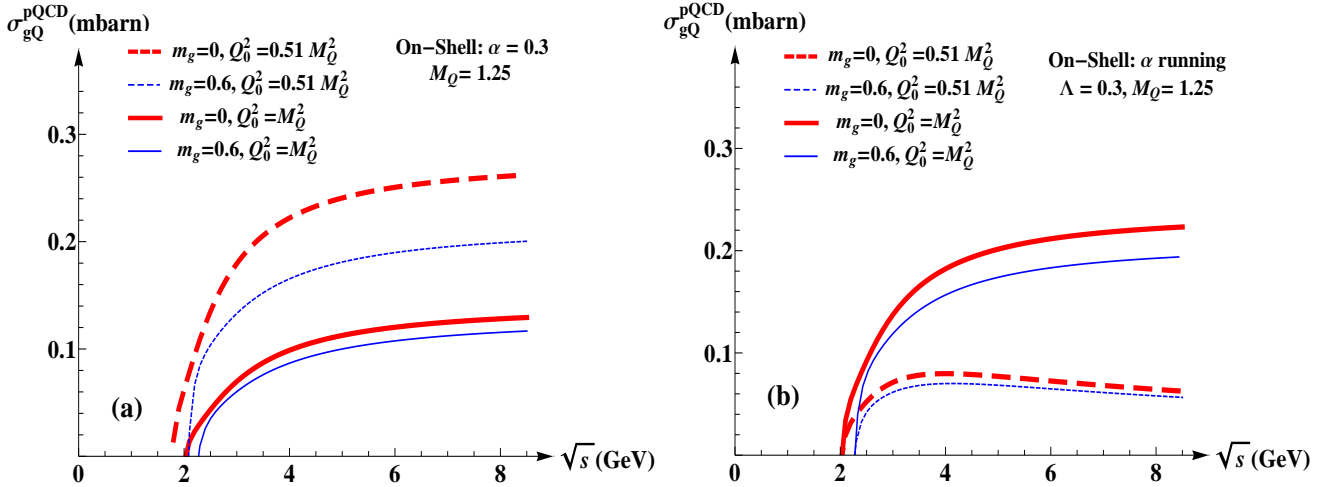 σ_gQ^pQCD (mbarn)
m_g=0, Q_0^2=0.51 M_Q^2
m_g=0.6, Q_0^2=0.51 M_Q^2
m_g=0, Q_0^2=M_Q^2
m_g=0.6, Q_0^2=M_Q^2
On-Shell: α = 0.3
M_Q= 1.25
0.3
0.2
0.1
(a)
0 2 4 6 8
√s (GeV)
σ_gQ^pQCD (mbarn)
m_g=0, Q_0^2=0.51 M_Q^2
m_g=0.6, Q_0^2=0.51 M_Q^2
m_g=0, Q_0^2=M_Q^2
m_g=0.6, Q_0^2=M_Q^2
On-Shell: α running
Λ = 0.3, M_Q= 1.25
0.3
0.2
0.1
(b)
0 2 4 6 8
√s (GeV)